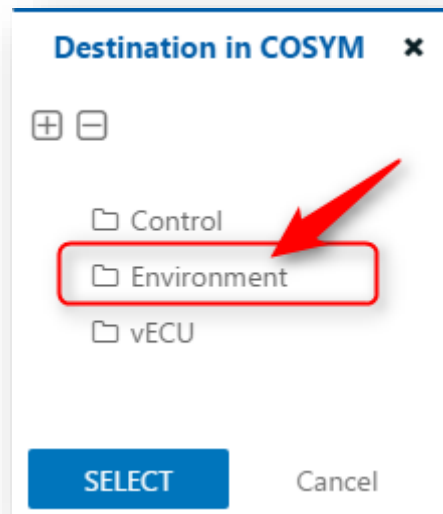 Destination in COSYM
Control
Environment
vECU
SELECT Cancel